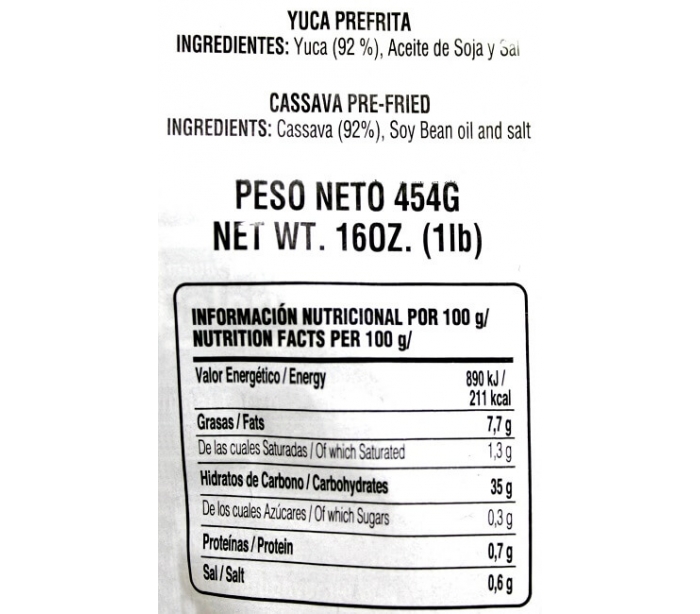 YUCA PREFRITA
INGREDIENTES: Yuca (92 %), Aceite de Soja y Sal
CASSAVA PRE-FRIED
INGREDIENTS: Cassava (92%), Soy Bean oil and salt
PESO NETO 454G
NET WT. 16OZ. (1lb)
INFORMACIÓN NUTRICIONAL POR 100 g/
NUTRITION FACTS PER 100 g/
Valor Energético / Energy 890 kJ /
211 kcal
Grasas / Fats 7,7 g
De las cuales Saturadas / Of which Saturated 1,3 g
Hidratos de Carbono / Carbohydrates 35 g
De los cuales Azúcares / Of which Sugars 0,3 g
Proteínas / Protein 0,7 g
Sal / Salt 0,6 g